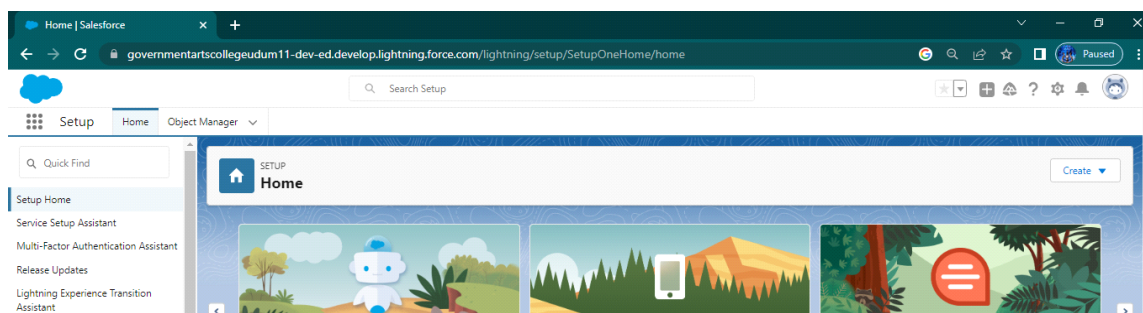 Home | Salesforce
governmentartscollegeudum11-dev-ed.develop.lightning.force.com/lightning/setup/SetupOneHome/home
Paused
Search Setup
Setup Home Object Manager
Quick Find
SETUP
Home
Create
Setup Home
Service Setup Assistant
Multi-Factor Authentication Assistant
Release Updates
Lightning Experience Transition
Assistant